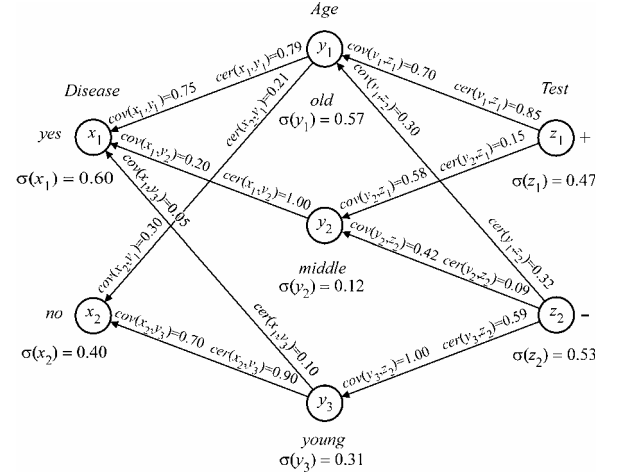 Age
y₁
old
σ(y₁) = 0.57
Disease
yes
x₁
σ(x₁) = 0.60
Test
z₁
+
σ(z₁) = 0.47
cov(x₁,y₁)=0.75
cer(x₁,y₁)=0.79
cov(y₁,z₁)=0.70
cer(y₁,z₁)=0.85
cer(x₂,y₁)=0.21
cov(x₂,y₁)=0.30
cov(y₁,z₂)=0.30
cer(y₁,z₂)=0.32
cov(x₁,y₂)=0.20
cer(x₁,y₂)=1.00
cov(y₂,z₁)=0.58
cer(y₂,z₁)=0.15
cov(x₁,y₃)=0.05
cer(x₁,y₃)=0.10
y₂
middle
σ(y₂) = 0.12
cov(y₂,z₂)=0.42
cer(y₂,z₂)=0.09
no
x₂
σ(x₂) = 0.40
z₂
-
σ(z₂) = 0.53
cov(x₂,y₃)=0.70
cer(x₂,y₃)=0.90
cov(y₃,z₂)=1.00
cer(y₃,z₂)=0.59
y₃
young
σ(y₃) = 0.31